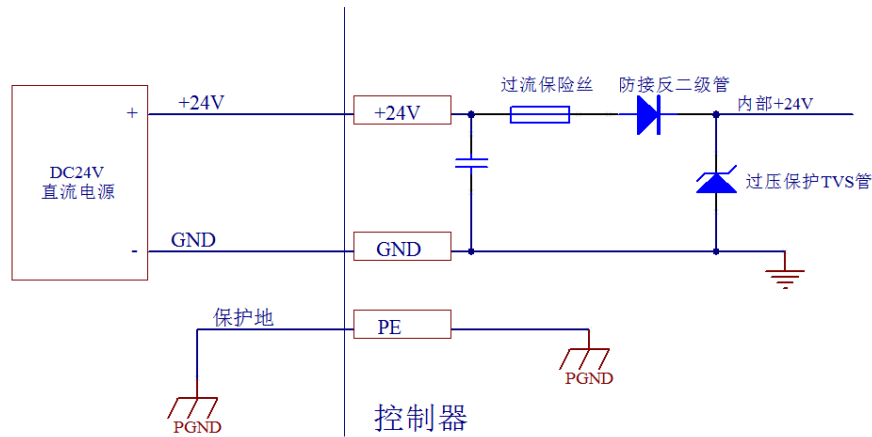 过流保险丝
防接反二级管
+24V
+24V
内部+24V
+
DC24V
直流电源
过压保护TVS管
-
GND
GND
保护地
PE
PGND
PGND
控制器